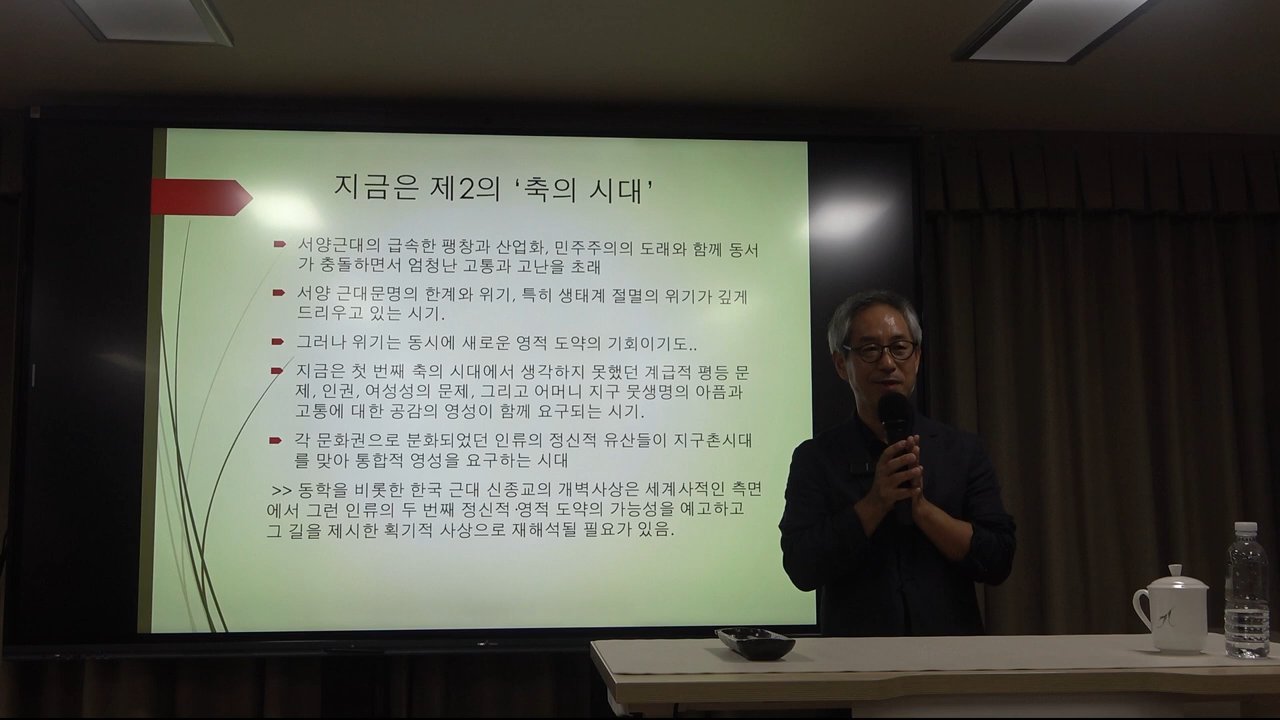 지금은 제2의 ‘축의 시대’
서양근대의 급속한 팽창과 산업화, 민주주의의 도래와 함께 동서
가 충돌하면서 엄청난 고통과 고난을 초래
서양 근대문명의 한계와 위기, 특히 생태계 절멸의 위기가 깊게
드리우고 있는 시기.
그러나 위기는 동시에 새로운 영적 도약의 기회이기도..
지금은 첫 번째 축의 시대에서 생각하지 못했던 계급적 평등 문
제, 인권, 여성성의 문제, 그리고 어머니 지구 뭇생명의 아픔과
고통에 대한 공감의 영성이 함께 요구되는 시기.
각 문화권으로 분화되었던 인류의 정신적 유산들이 지구촌시대
를 맞아 통합적 영성을 요구하는 시대
>> 동학을 비롯한 한국 근대 신종교의 개벽사상은 세계사적인 측면
에서 그런 인류의 두 번째 정신적·영적 도약의 가능성을 예고하고
그 길을 제시한 획기적 사상으로 재해석될 필요가 있음.